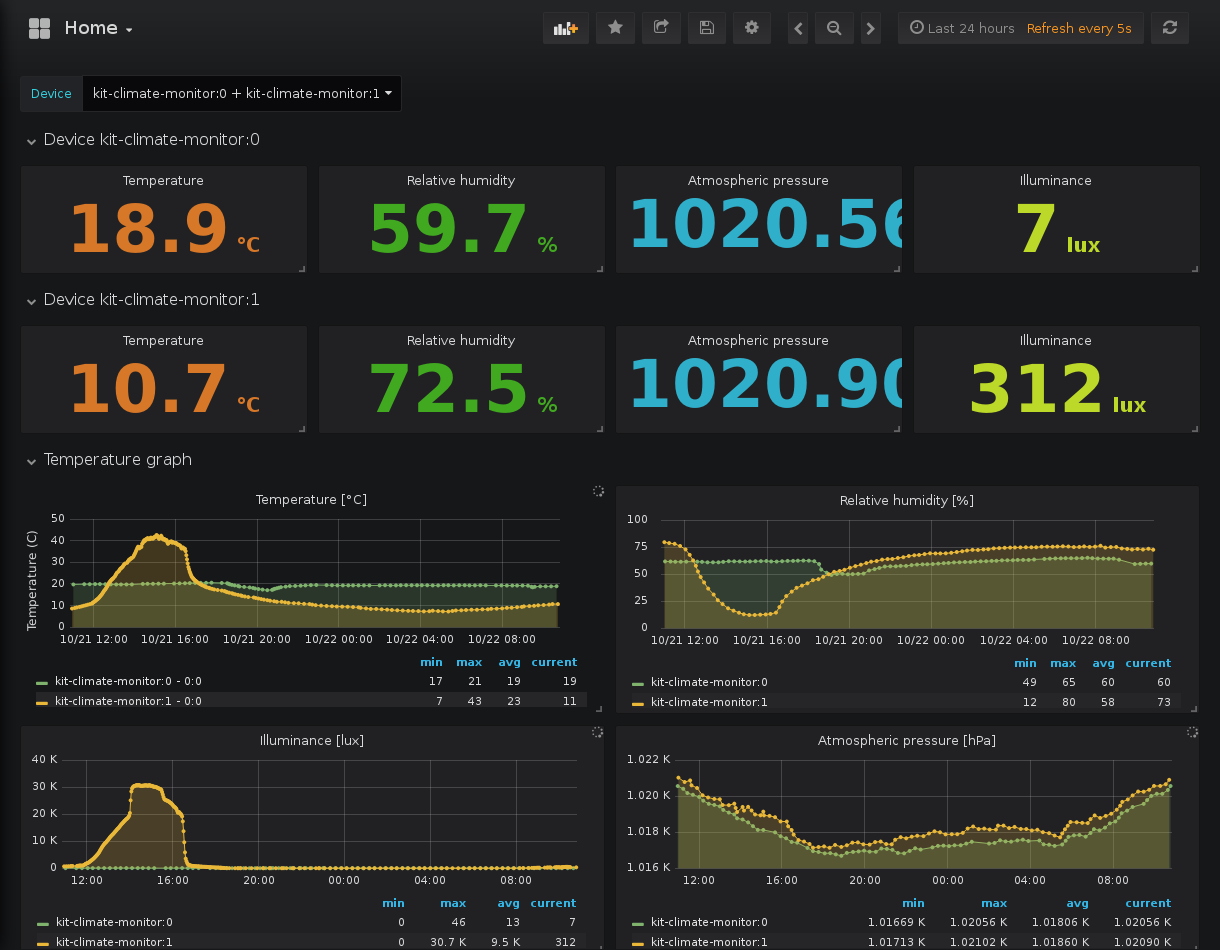 Home
Last 24 hours Refresh every 5s
Device kit-climate-monitor:0 + kit-climate-monitor:1
Device kit-climate-monitor:0
Temperature Relative humidity Atmospheric pressure Illuminance
18.9 °C 59.7 % 1020.56 7 lux
Device kit-climate-monitor:1
Temperature Relative humidity Atmospheric pressure Illuminance
10.7 °C 72.5 % 1020.90 312 lux
Temperature graph
Temperature [°C]
Temperature (C)
50
40
30
20
10
0
10/21 12:00 10/21 16:00 10/21 20:00 10/22 00:00 10/22 04:00 10/22 08:00
min max avg current
kit-climate-monitor:0 - 0:0 17 21 19 19
kit-climate-monitor:1 - 0:0 7 43 23 11
Relative humidity [%]
100
75
50
25
0
10/21 12:00 10/21 16:00 10/21 20:00 10/22 00:00 10/22 04:00 10/22 08:00
min max avg current
kit-climate-monitor:0 49 65 60 60
kit-climate-monitor:1 12 80 58 73
Illuminance [lux]
40 K
30 K
20 K
10 K
0
12:00 16:00 20:00 00:00 04:00 08:00
min max avg current
kit-climate-monitor:0 0 46 13 7
kit-climate-monitor:1 0 30.7 K 9.5 K 312
Atmospheric pressure [hPa]
1.022 K
1.020 K
1.018 K
1.016 K
12:00 16:00 20:00 00:00 04:00 08:00
min max avg current
kit-climate-monitor:0 1.01669 K 1.02056 K 1.01806 K 1.02056 K
kit-climate-monitor:1 1.01713 K 1.02102 K 1.01860 K 1.02090 K